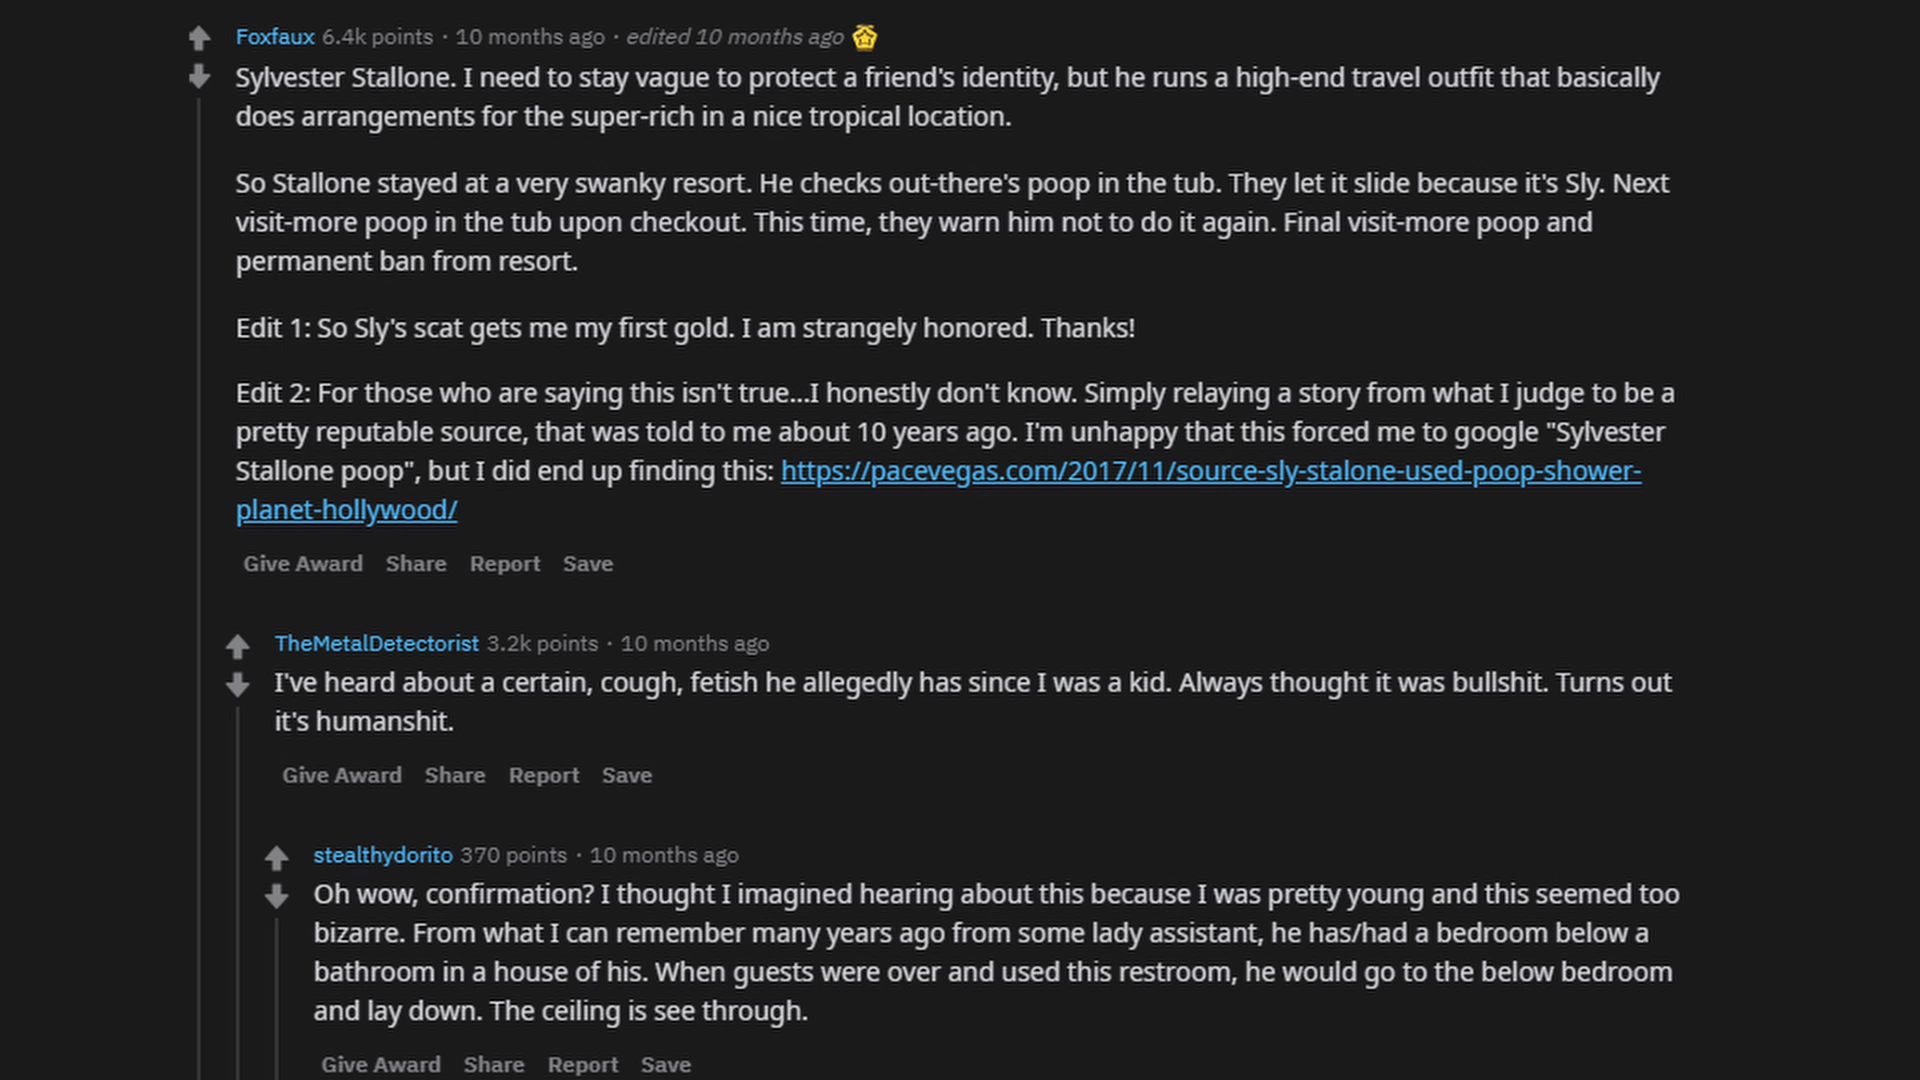 Foxfaux 6.4k points · 10 months ago · edited 10 months ago
Sylvester Stallone. I need to stay vague to protect a friend's identity, but he runs a high-end travel outfit that basically
does arrangements for the super-rich in a nice tropical location.
So Stallone stayed at a very swanky resort. He checks out-there's poop in the tub. They let it slide because it's Sly. Next
visit-more poop in the tub upon checkout. This time, they warn him not to do it again. Final visit-more poop and
permanent ban from resort.
Edit 1: So Sly's scat gets me my first gold. I am strangely honored. Thanks!
Edit 2: For those who are saying this isn't true...I honestly don't know. Simply relaying a story from what I judge to be a
pretty reputable source, that was told to me about 10 years ago. I'm unhappy that this forced me to google "Sylvester
Stallone poop", but I did end up finding this: https://pacevegas.com/2017/11/source-sly-stalone-used-poop-shower-
planet-hollywood/
Give Award Share Report Save
TheMetalDetectorist 3.2k points · 10 months ago
I've heard about a certain, cough, fetish he allegedly has since I was a kid. Always thought it was bullshit. Turns out
it's humanshit.
Give Award Share Report Save
stealthydorito 370 points · 10 months ago
Oh wow, confirmation? I thought I imagined hearing about this because I was pretty young and this seemed too
bizarre. From what I can remember many years ago from some lady assistant, he has/had a bedroom below a
bathroom in a house of his. When guests were over and used this restroom, he would go to the below bedroom
and lay down. The ceiling is see through.
Give Award Share Report Save